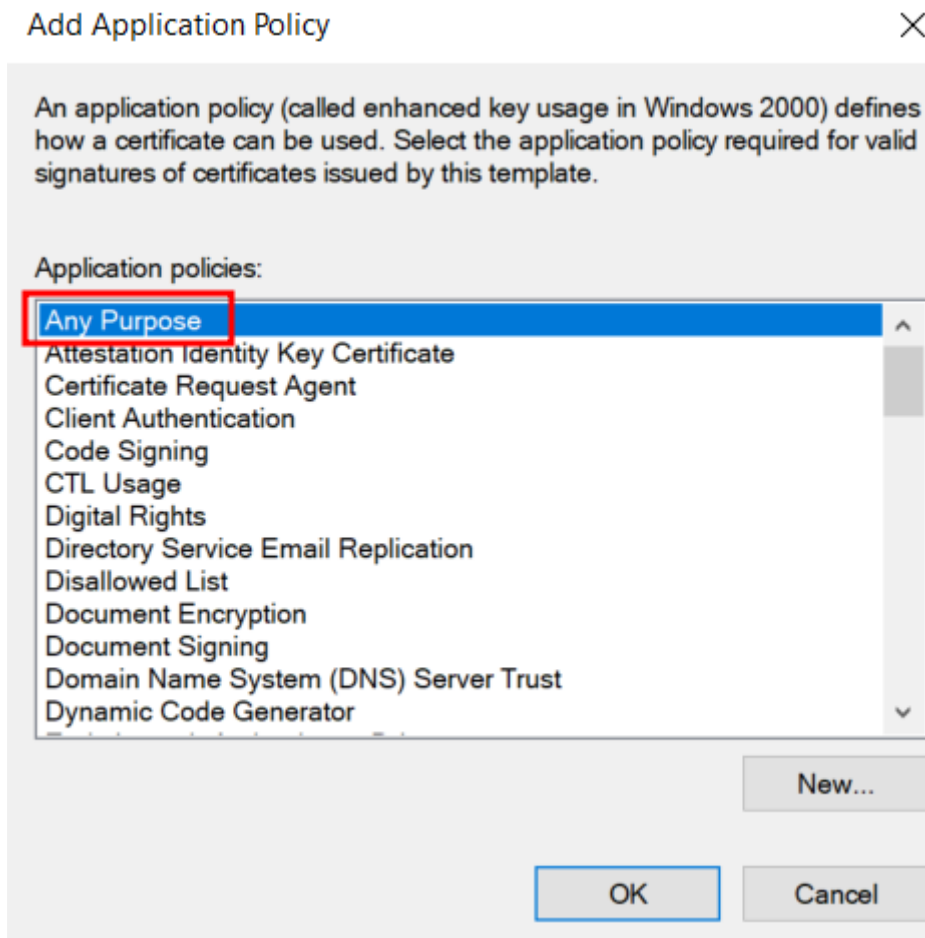 Add Application Policy
An application policy (called enhanced key usage in Windows 2000) defines
how a certificate can be used. Select the application policy required for valid
signatures of certificates issued by this template.
Application policies:
Any Purpose
Attestation Identity Key Certificate
Certificate Request Agent
Client Authentication
Code Signing
CTL Usage
Digital Rights
Directory Service Email Replication
Disallowed List
Document Encryption
Document Signing
Domain Name System (DNS) Server Trust
Dynamic Code Generator
New...
OK
Cancel